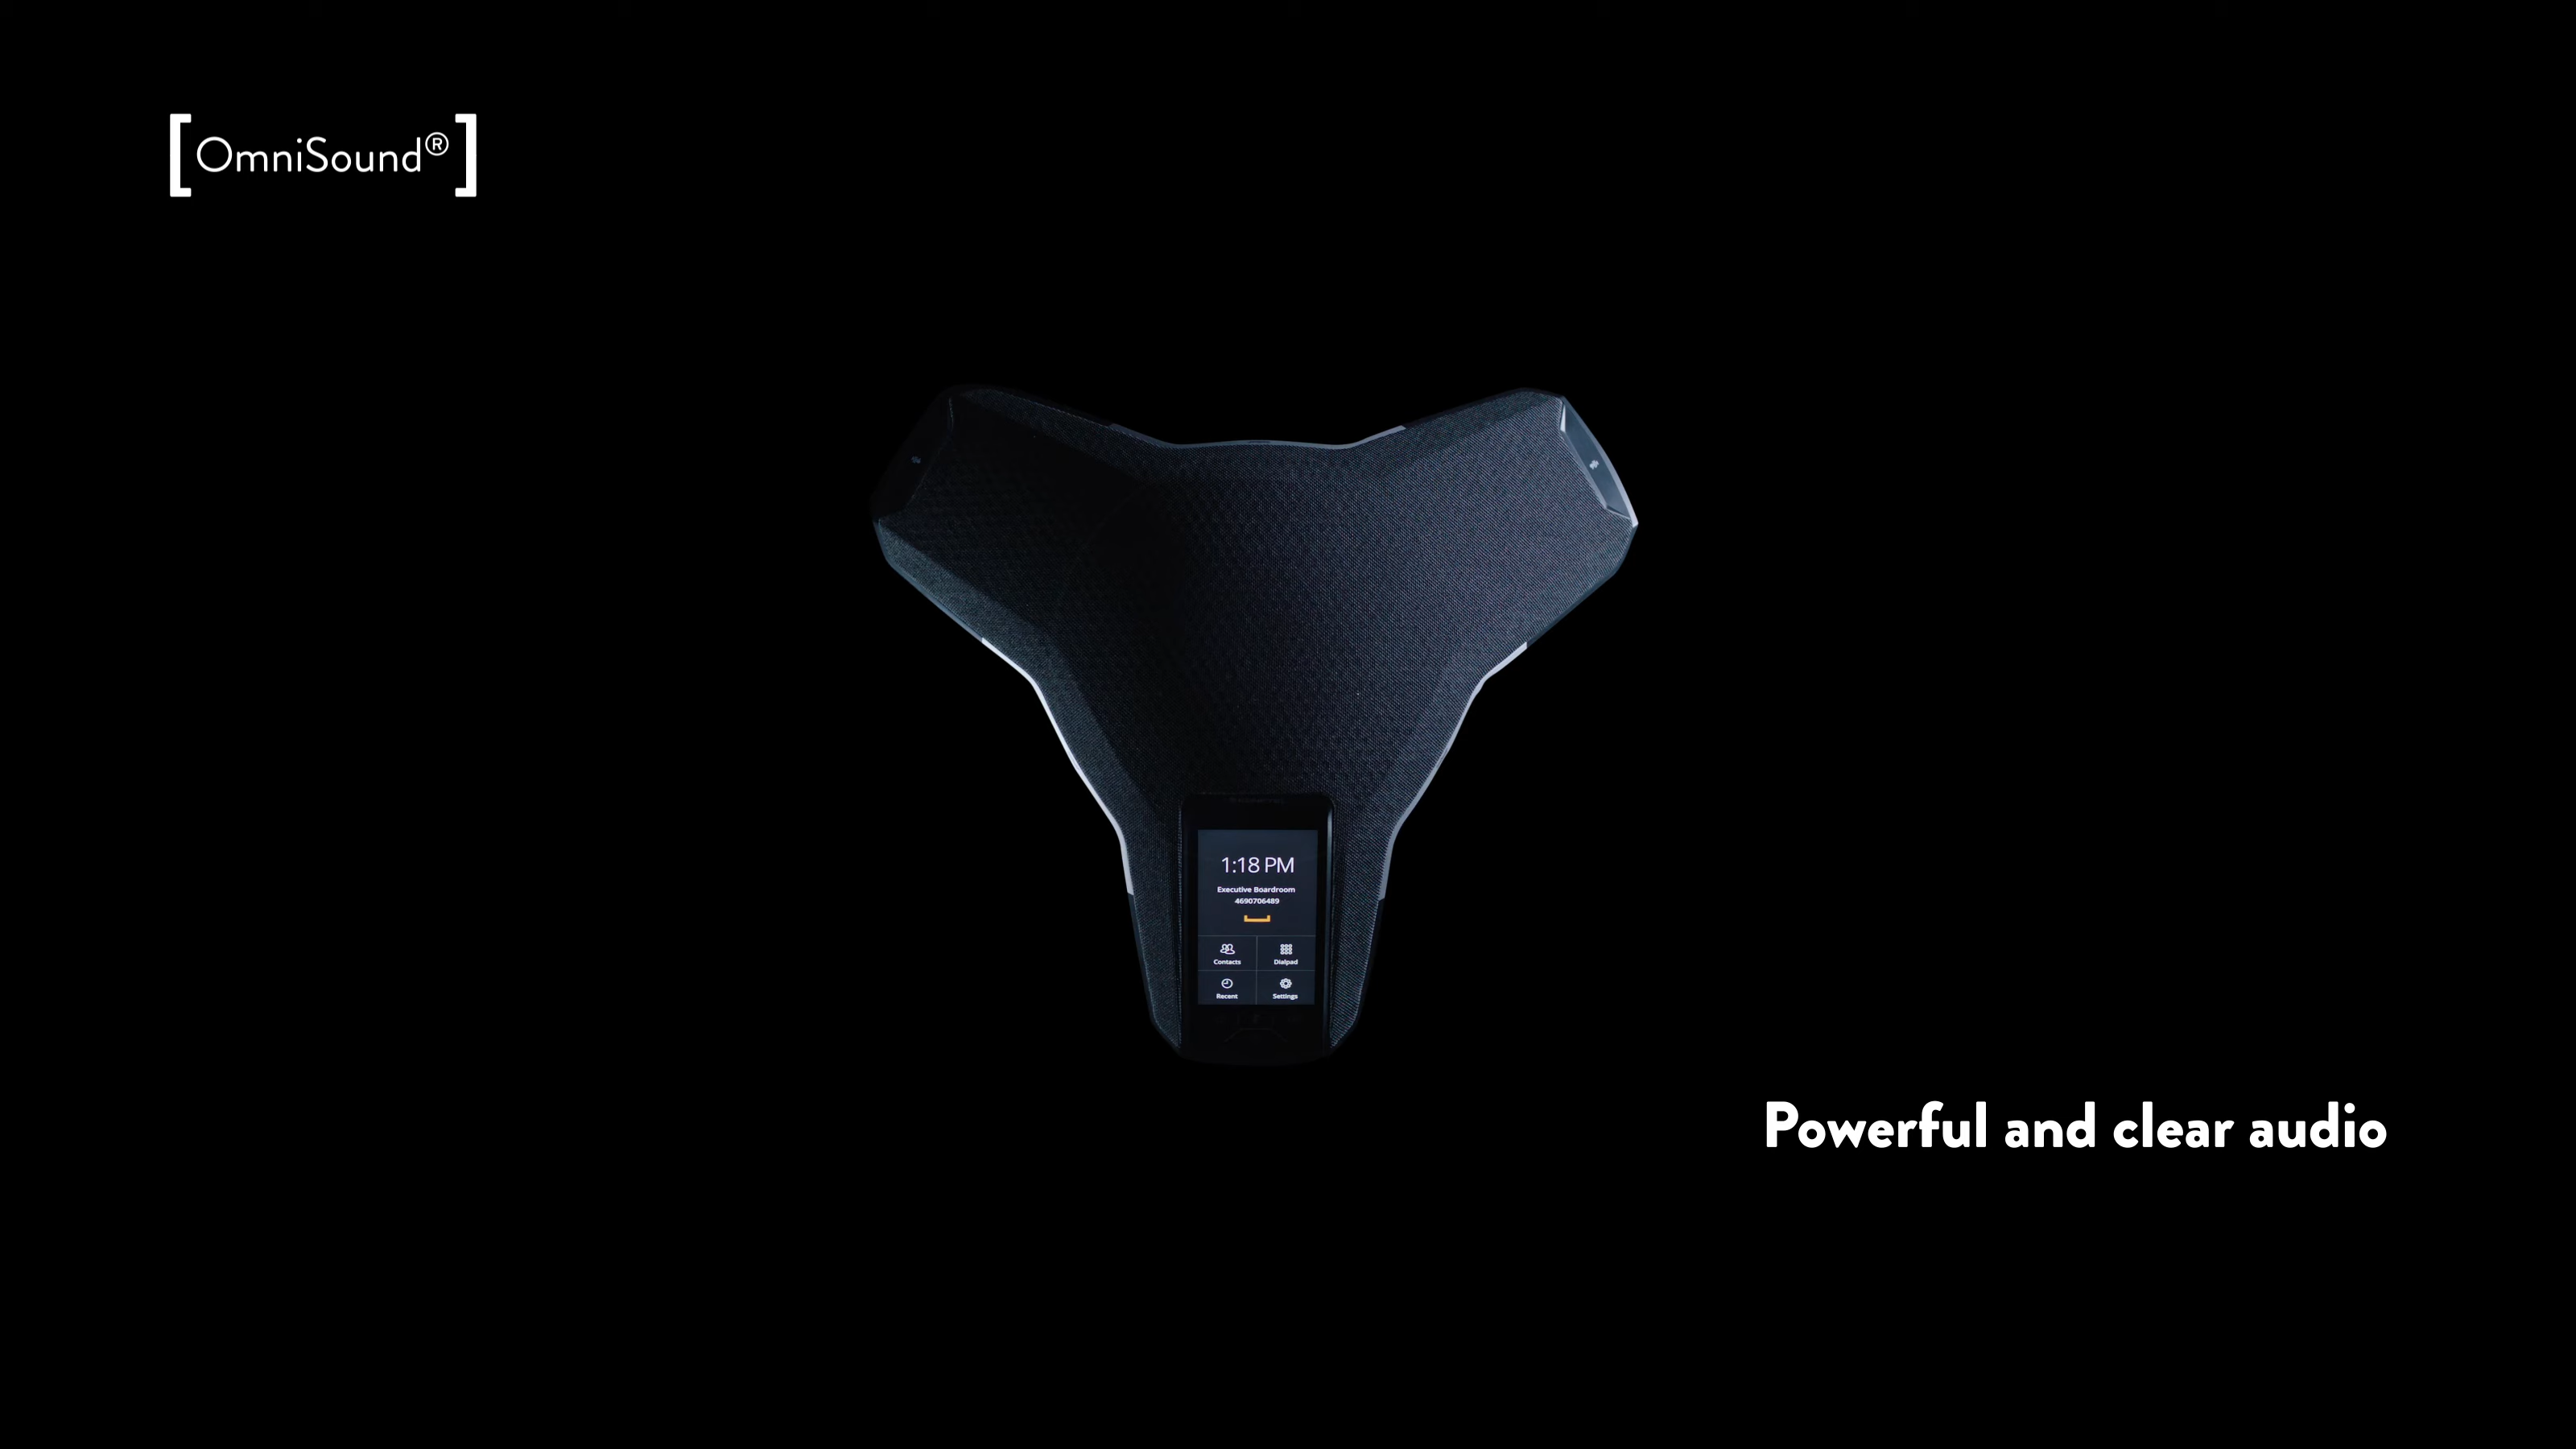 [OmniSound®]
1:18 PM
Executive Boardroom
4690706489
Contacts
Dialpad
Recent
Settings
Powerful and clear audio